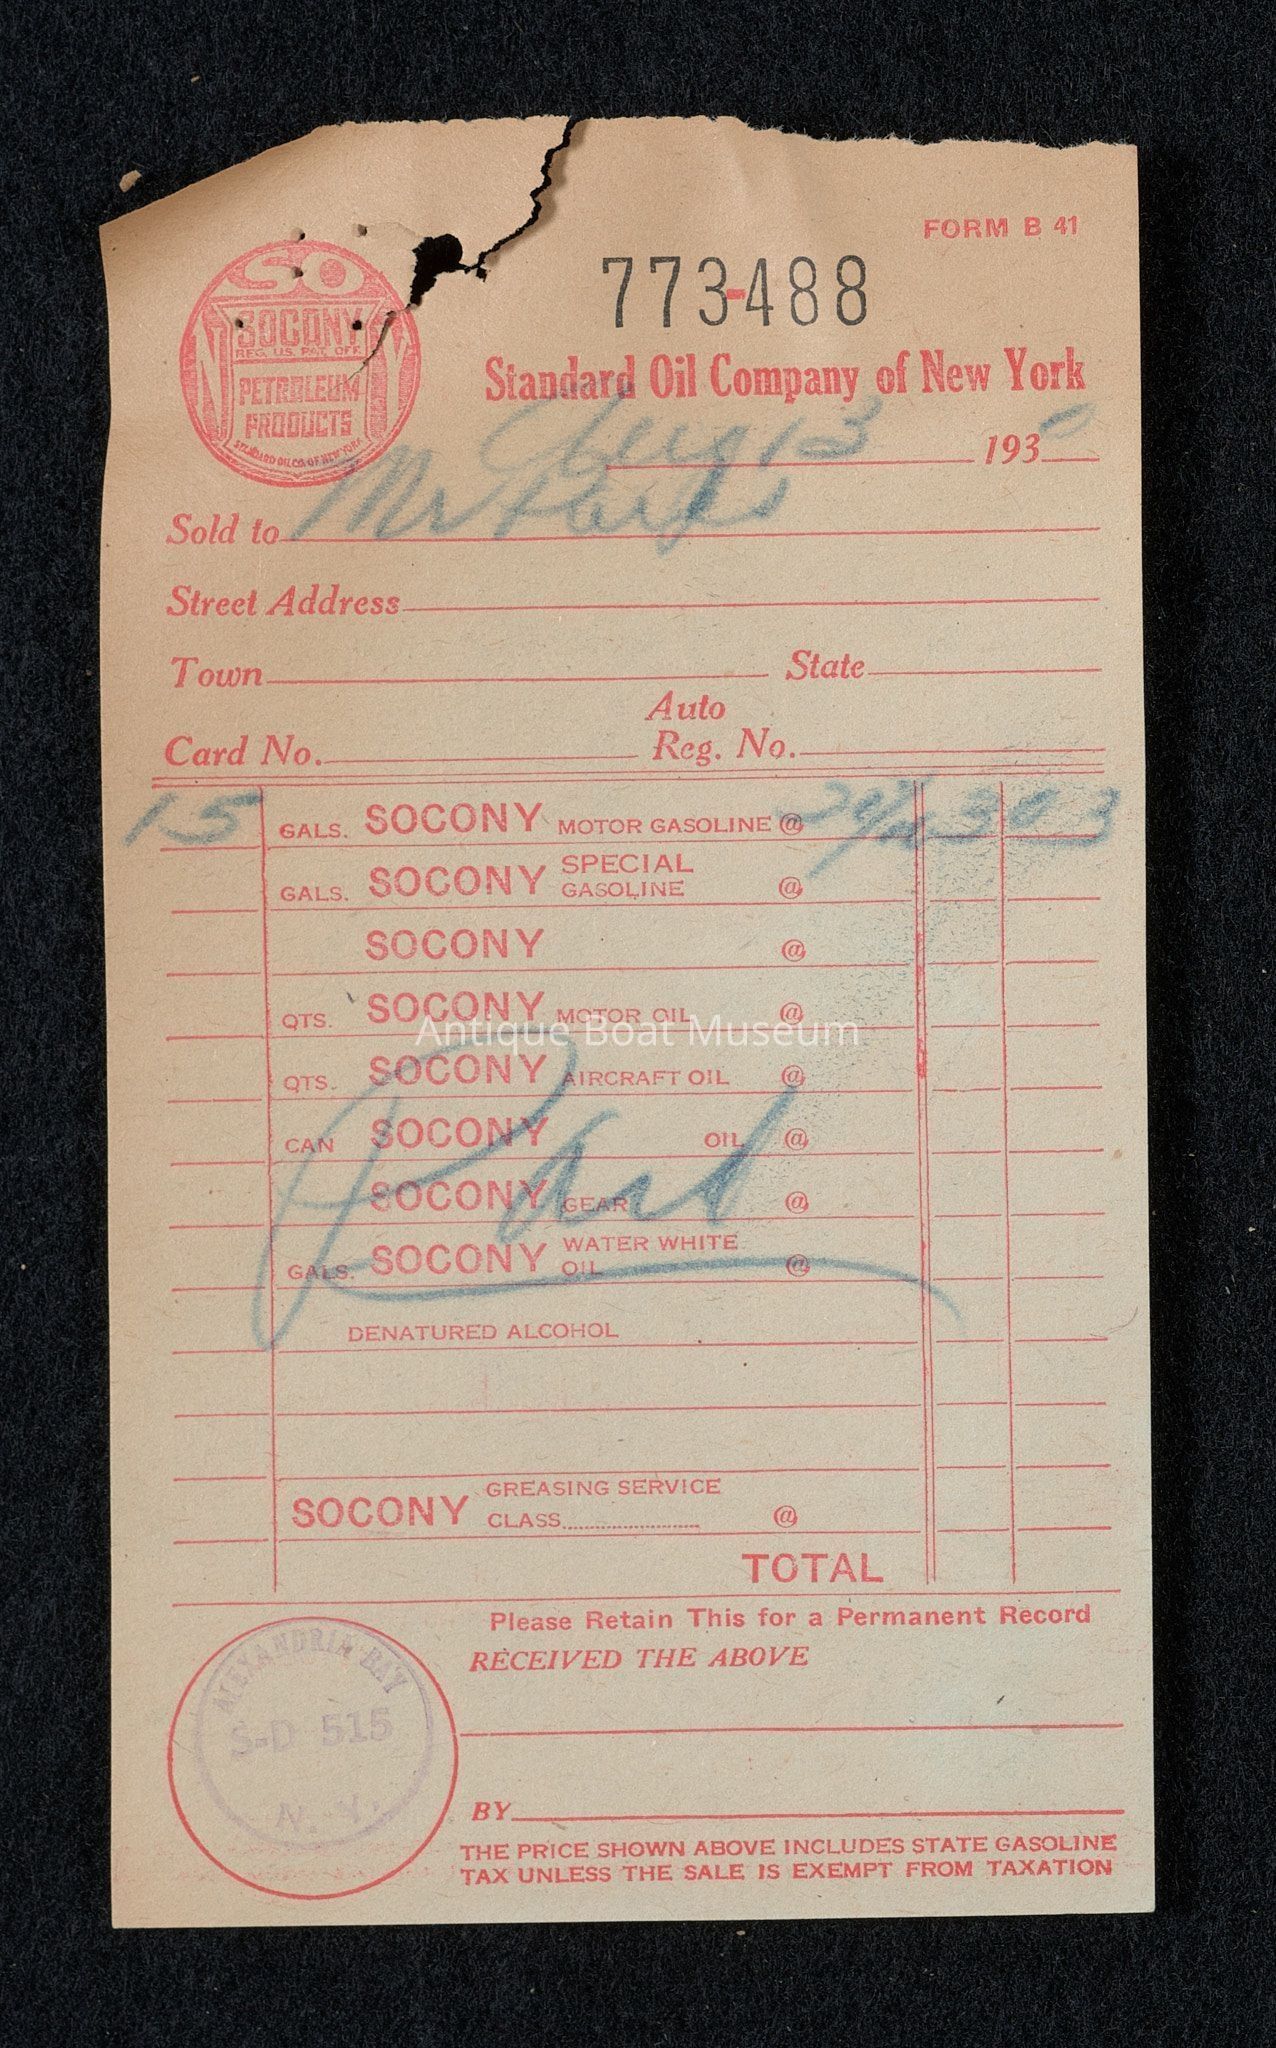 FORM B 41
773-488
SO
SOCONY
REG. U.S. PAT. OFF.
PETROLEUM
PRODUCTS
STANDARD OIL CO. OF NEW YORK
Standard Oil Company of New York
Aug 13 1930
Sold to Mr Parks
Street Address
Town State
Auto
Card No. Reg. No.
15 GALS. SOCONY MOTOR GASOLINE @ 303
GALS. SOCONY SPECIAL GASOLINE @
SOCONY @
QTS. SOCONY MOTOR OIL @
Antique Boat Museum
QTS. SOCONY AIRCRAFT OIL @
CAN SOCONY OIL @
Paid
SOCONY GEAR @
GALS. SOCONY WATER WHITE OIL @
DENATURED ALCOHOL
SOCONY GREASING SERVICE
CLASS @
TOTAL
Please Retain This for a Permanent Record
RECEIVED THE ABOVE
ALEXANDRIA BAY
S-D 515
N. Y.
BY
THE PRICE SHOWN ABOVE INCLUDES STATE GASOLINE
TAX UNLESS THE SALE IS EXEMPT FROM TAXATION